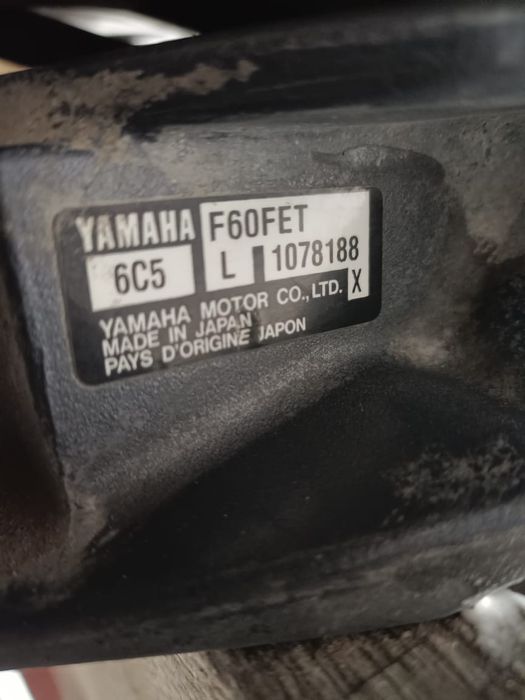 YAMAHA F60FET
6C5 L 1078188
X
YAMAHA MOTOR CO., LTD.
MADE IN JAPAN
PAYS D'ORIGINE JAPON